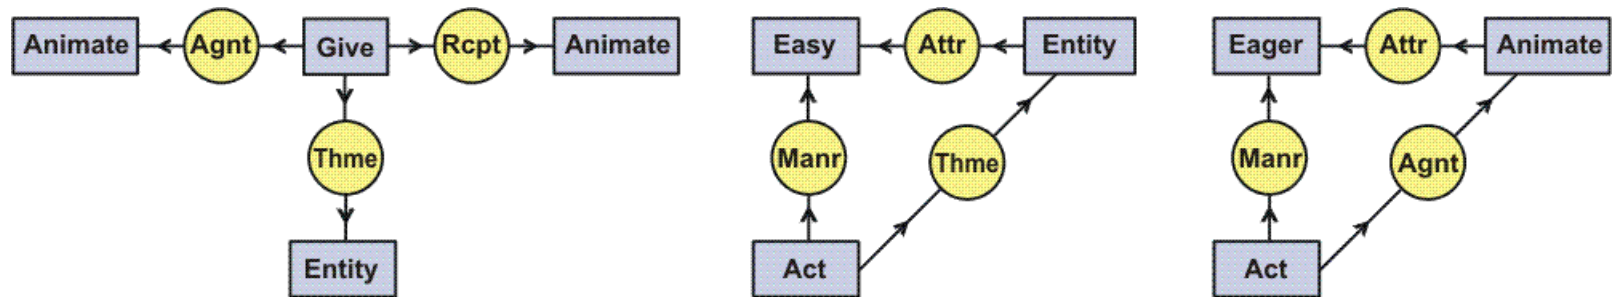 Animate Agnt Give Rcpt Animate Easy Attr Entity Eager Attr Animate
Thme Manr Thme Manr Agnt
Entity Act Act